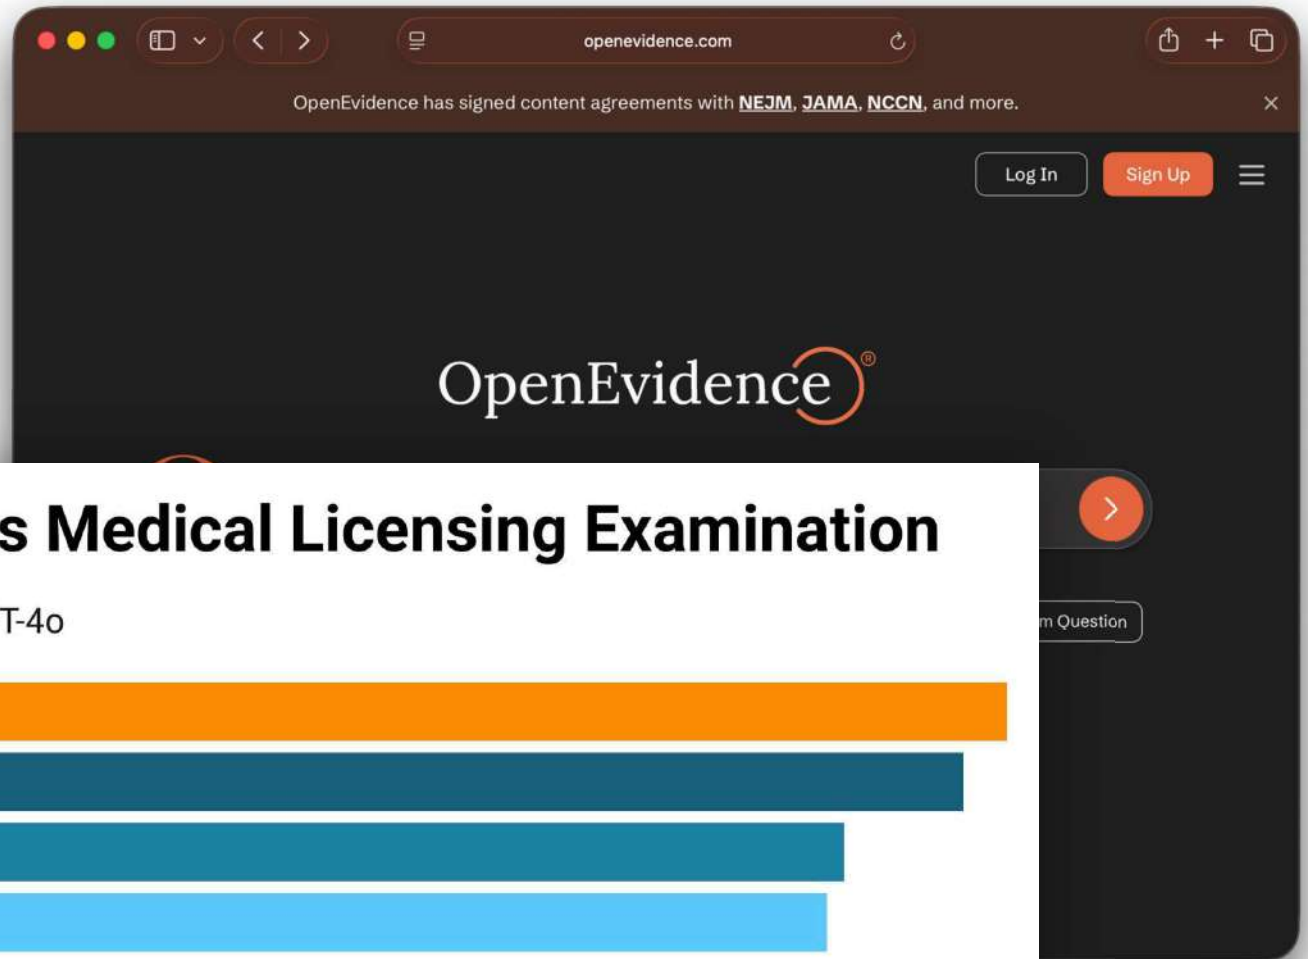 openevidence.com
OpenEvidence has signed content agreements with NEJM, JAMA, NCCN, and more.
Log In
Sign Up
OpenEvidence®
s Medical Licensing Examination
T-4o
m Question